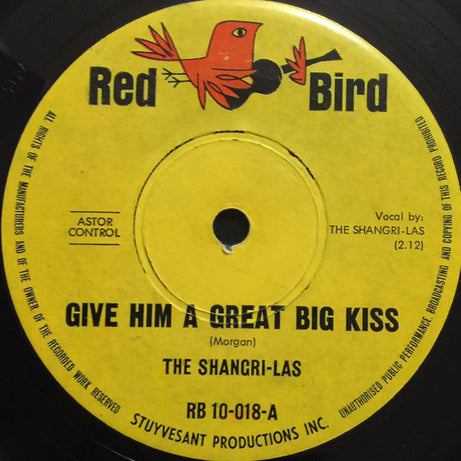 Red Bird
ASTOR
CONTROL
Vocal by:
THE SHANGRI-LAS
(2.12)
GIVE HIM A GREAT BIG KISS
(Morgan)
THE SHANGRI-LAS
RB 10-018-A
STUYVESANT PRODUCTIONS INC.
ALL RIGHTS OF THE MANUFACTURERS AND OF THE OWNER OF THE RECORDED WORK RESERVED
UNAUTHORISED PUBLIC PERFORMANCE, BROADCASTING AND COPYING OF THIS RECORD PROHIBITED